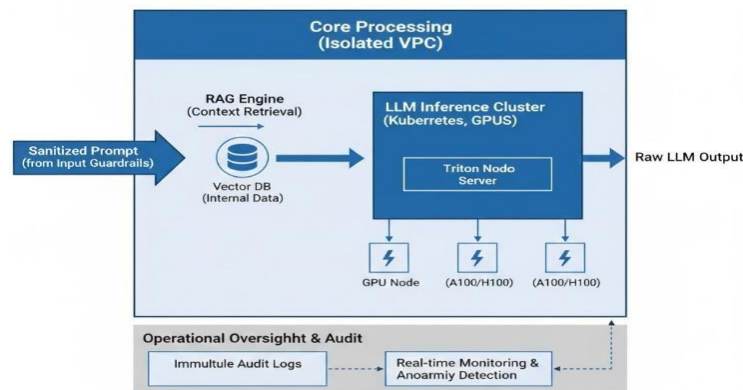 Core Processing
(Isolated VPC)
RAG Engine
(Context Retrieval)
LLM Inference Cluster
(Kuberretes, GPUS)
Sanitized Prompt
(from Input Guardrails)
Triton Nodo
Server
Raw LLM Output
Vector DB
(Internal Data)
GPU Node
(A100/H100)
(A100/H100)
Operational Oversighht & Audit
Immultule Audit Logs
Real-time Monitoring &
Anoarmiy Detection